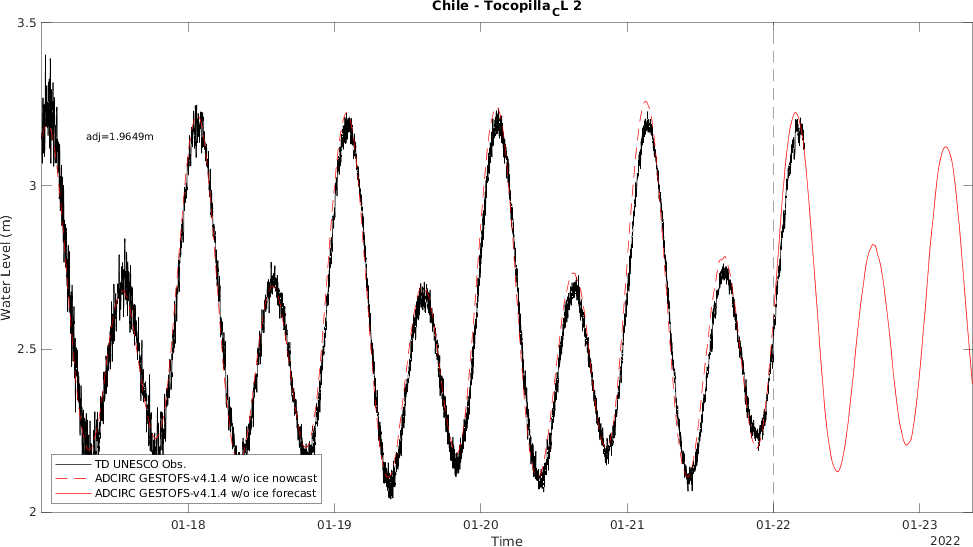 Chile - Tocopilla_CL 2
3.5
adj=1.9649m
3
Water Level (m)
2.5
TD UNESCO Obs.
ADCIRC GESTOFS-v4.1.4 w/o ice nowcast
ADCIRC GESTOFS-v4.1.4 w/o ice forecast
2
01-18 01-19 01-20 01-21 01-22 01-23
Time 2022